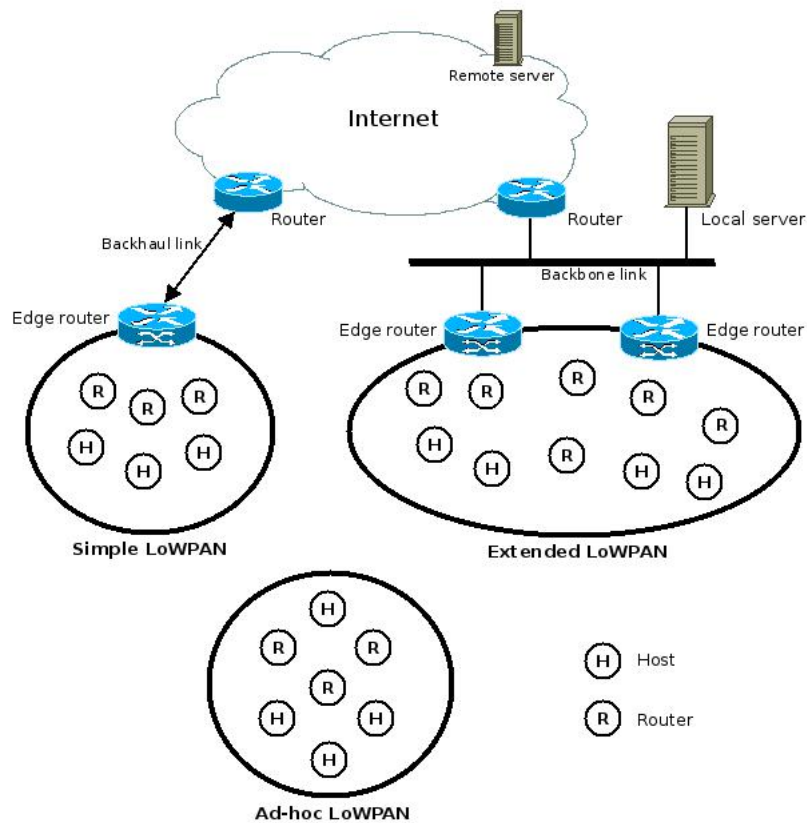 Remote server
Internet
Router
Router
Local server
Backhaul link
Backbone link
Edge router
Edge router
Edge router
R
R
R
H
H
H
R
R
R
R
R
H
H
R
H
H
Simple LoWPAN
Extended LoWPAN
H
R
R
R
H
H
H
H Host
R Router
Ad-hoc LoWPAN